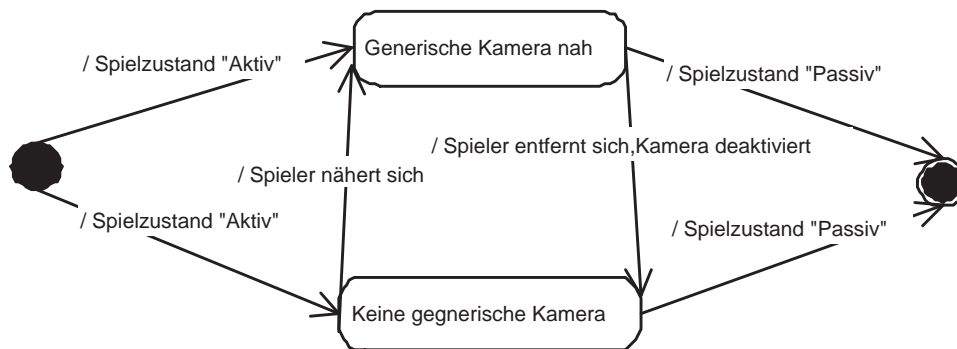 Generische Kamera nah
/ Spielzustand "Aktiv"
/ Spielzustand "Passiv"
/ Spieler entfernt sich,Kamera deaktiviert
/ Spieler nähert sich
/ Spielzustand "Aktiv"
/ Spielzustand "Passiv"
Keine gegnerische Kamera